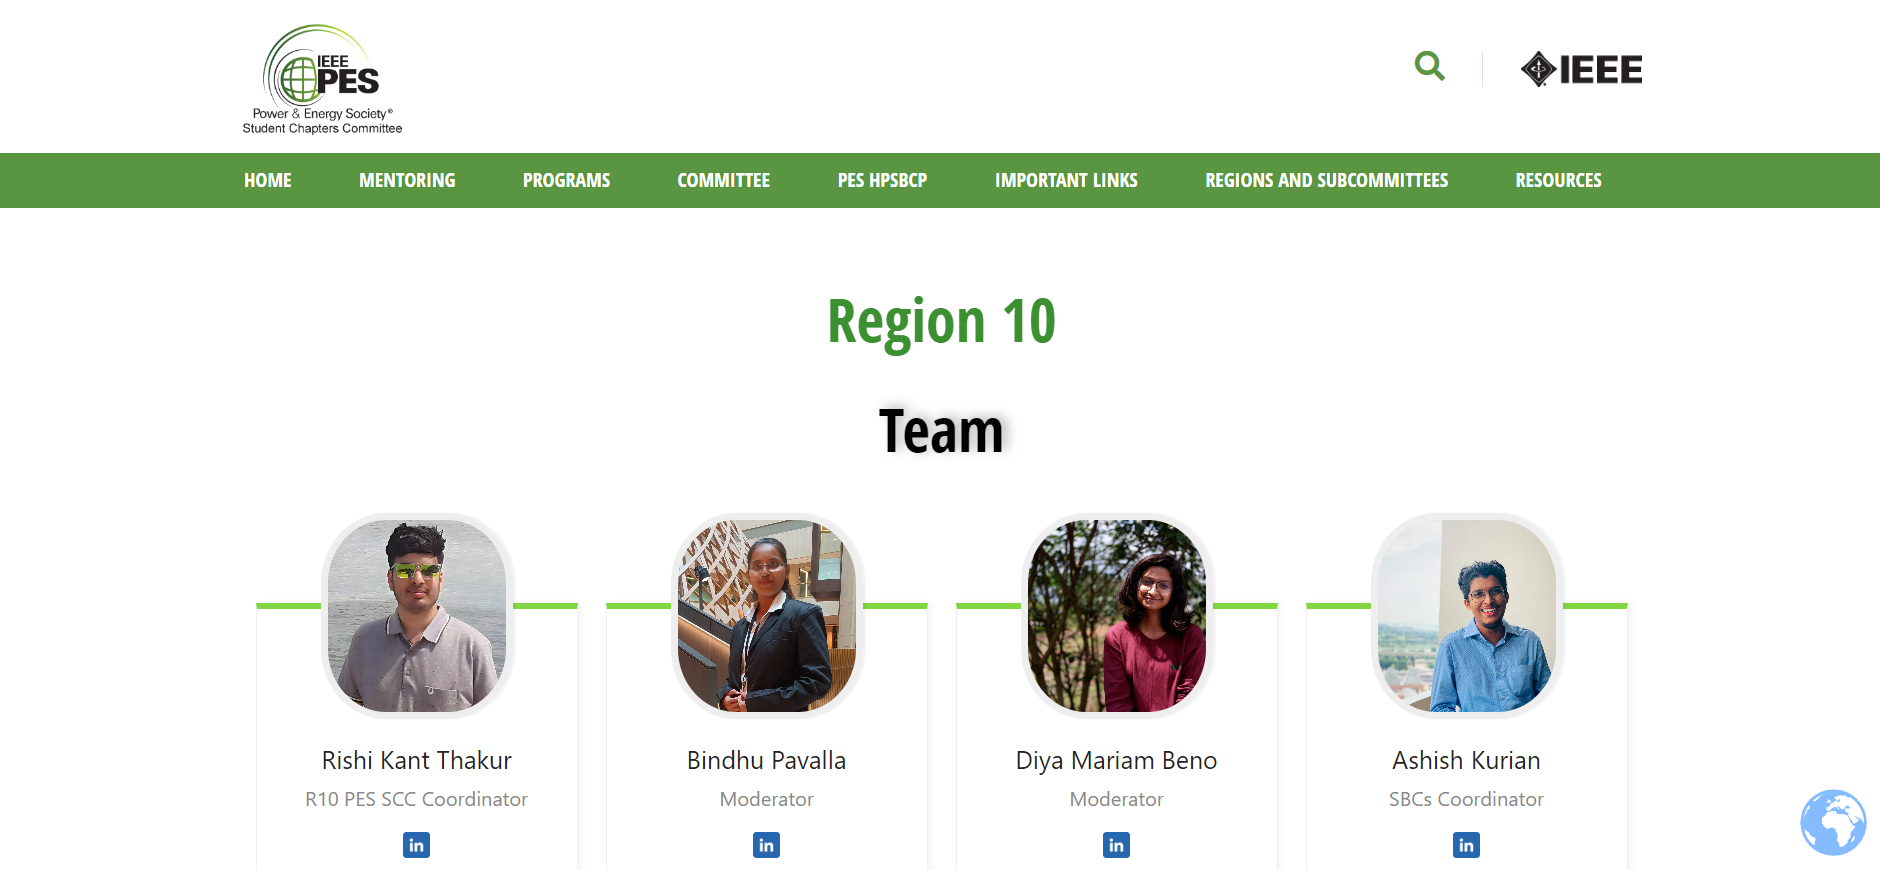 IEEE
PES
Power & Energy Society®
Student Chapters Committee
IEEE
HOME MENTORING PROGRAMS COMMITTEE PES HPSBCP IMPORTANT LINKS REGIONS AND SUBCOMMITTEES RESOURCES
Region 10
Team
Rishi Kant Thakur Bindhu Pavalla Diya Mariam Beno Ashish Kurian
R10 PES SCC Coordinator Moderator Moderator SBCs Coordinator
in in in in